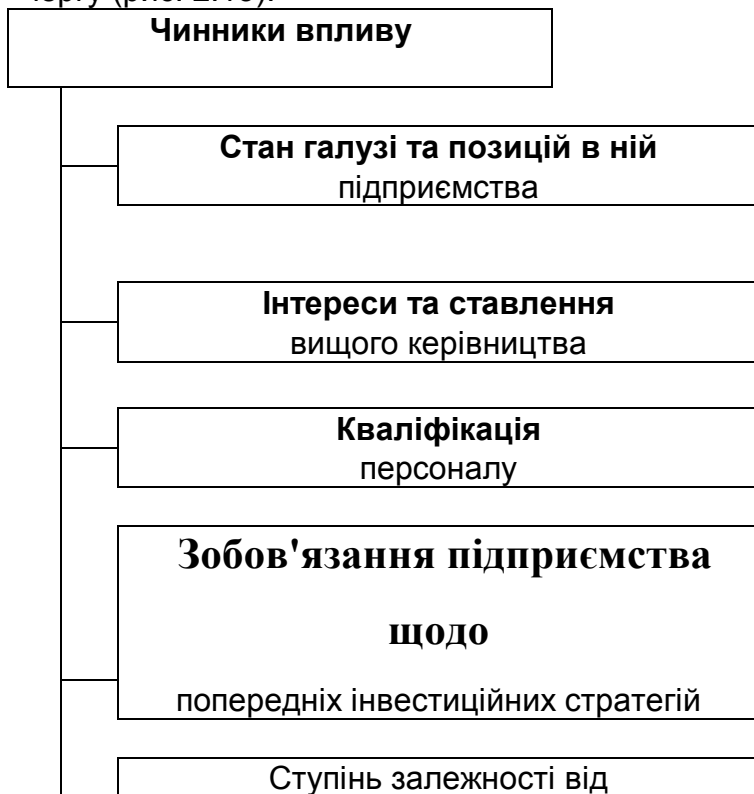 Чинники впливу
Стан галузі та позицій в ній
підприємства
Інтереси та ставлення
вищого керівництва
Кваліфікація
персоналу
Зобов'язання підприємства
щодо
попередніх інвестиційних стратегій
Ступінь залежності від